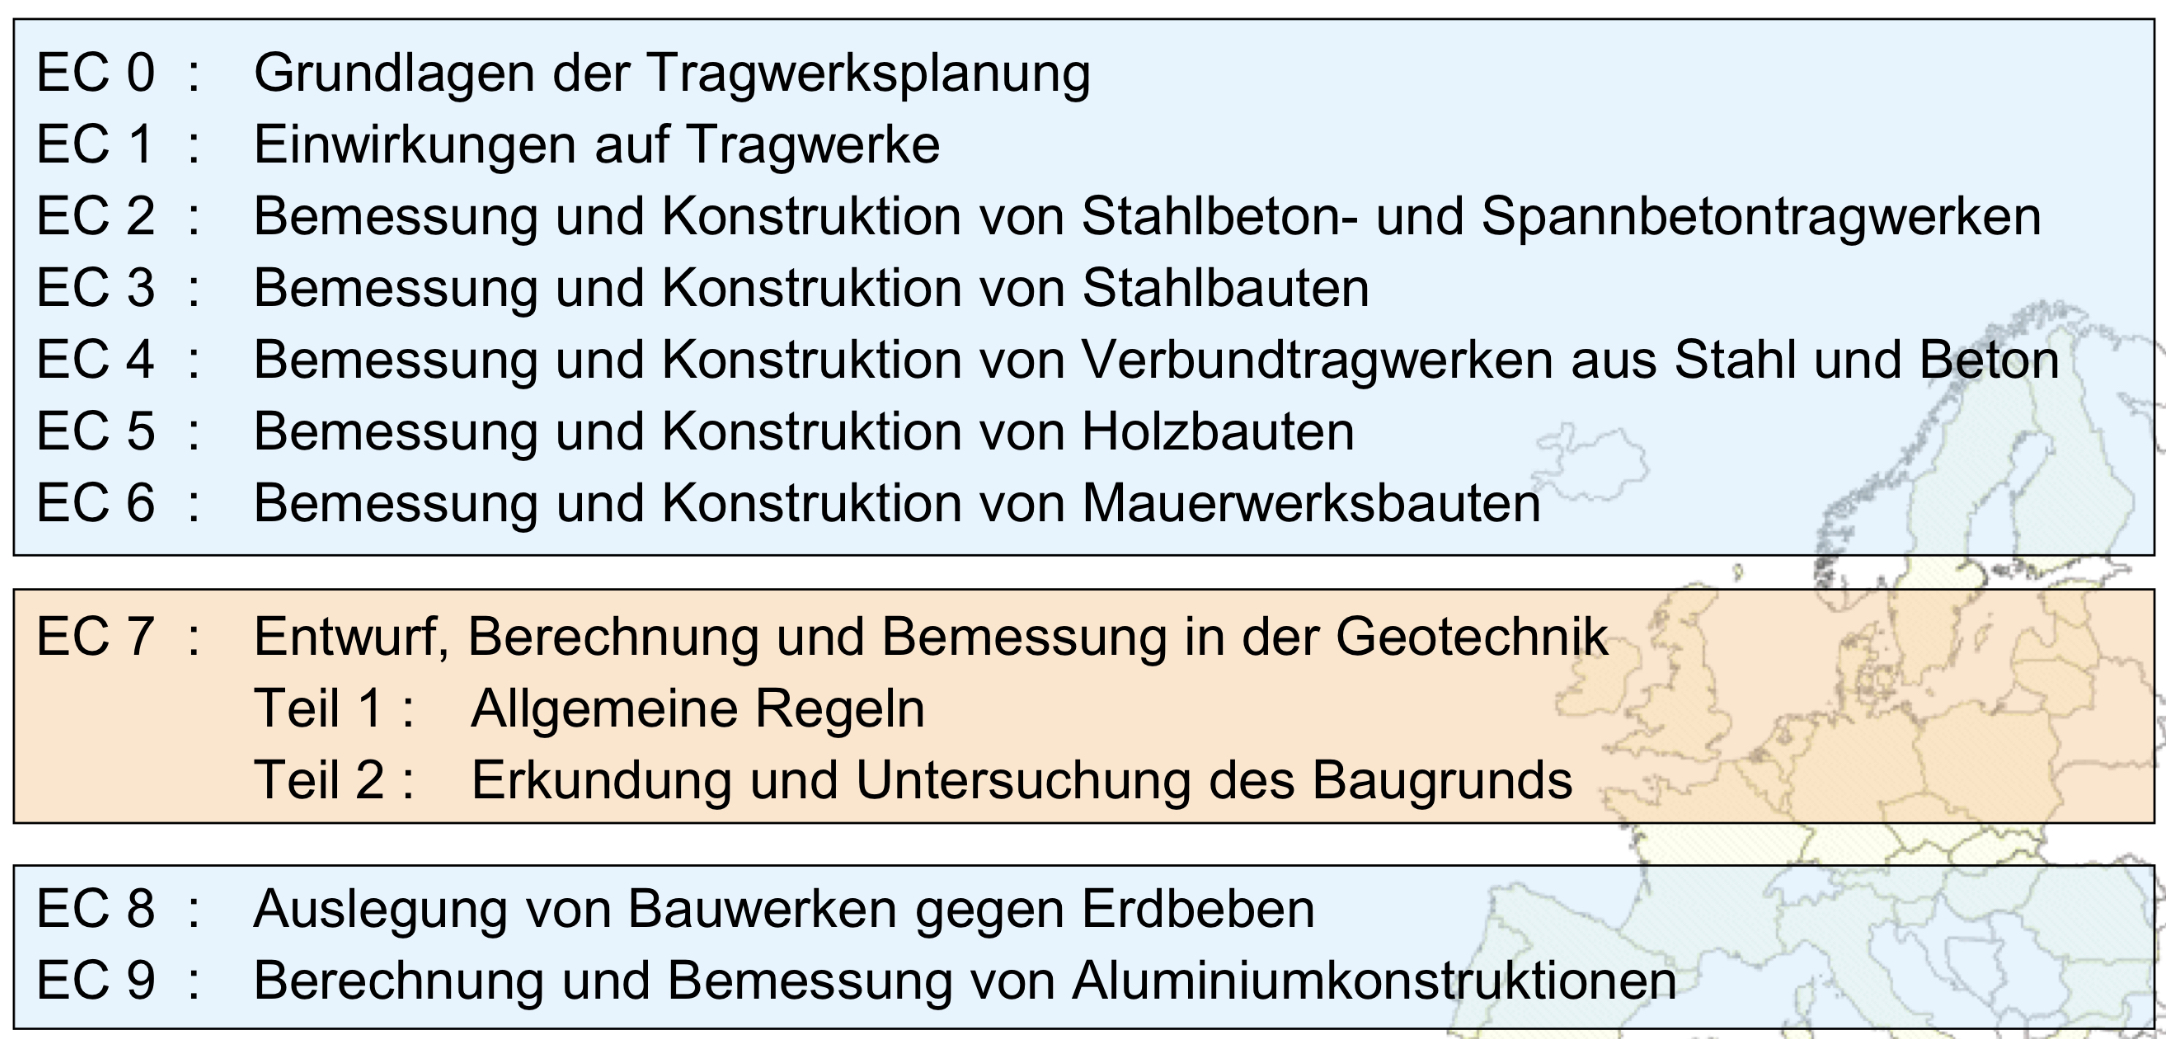 EC 0 : Grundlagen der Tragwerksplanung
EC 1 : Einwirkungen auf Tragwerke
EC 2 : Bemessung und Konstruktion von Stahlbeton- und Spannbetontragwerken
EC 3 : Bemessung und Konstruktion von Stahlbauten
EC 4 : Bemessung und Konstruktion von Verbundtragwerken aus Stahl und Beton
EC 5 : Bemessung und Konstruktion von Holzbauten
EC 6 : Bemessung und Konstruktion von Mauerwerksbauten
EC 7 : Entwurf, Berechnung und Bemessung in der Geotechnik
Teil 1 : Allgemeine Regeln
Teil 2 : Erkundung und Untersuchung des Baugrunds
EC 8 : Auslegung von Bauwerken gegen Erdbeben
EC 9 : Berechnung und Bemessung von Aluminiumkonstruktionen